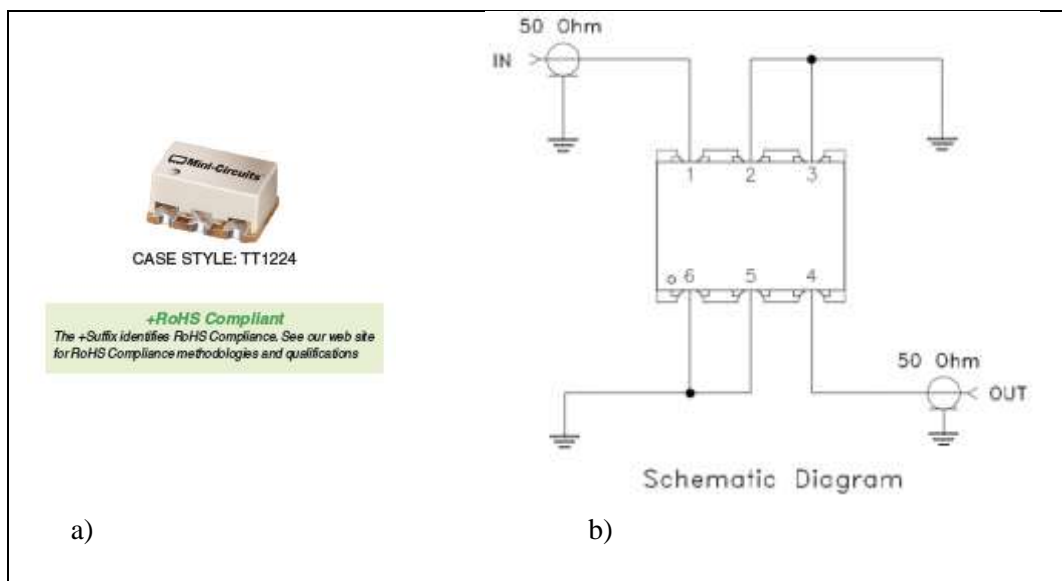 Mini-Circuits
CASE STYLE: TT1224
+RoHS Compliant
The +Suffix identifies RoHS Compliance. See our web site
for RoHS Compliance methodologies and qualifications
a)
50 Ohm
IN
1 2 3
6 5 4
50 Ohm
OUT
Schematic Diagram
b)